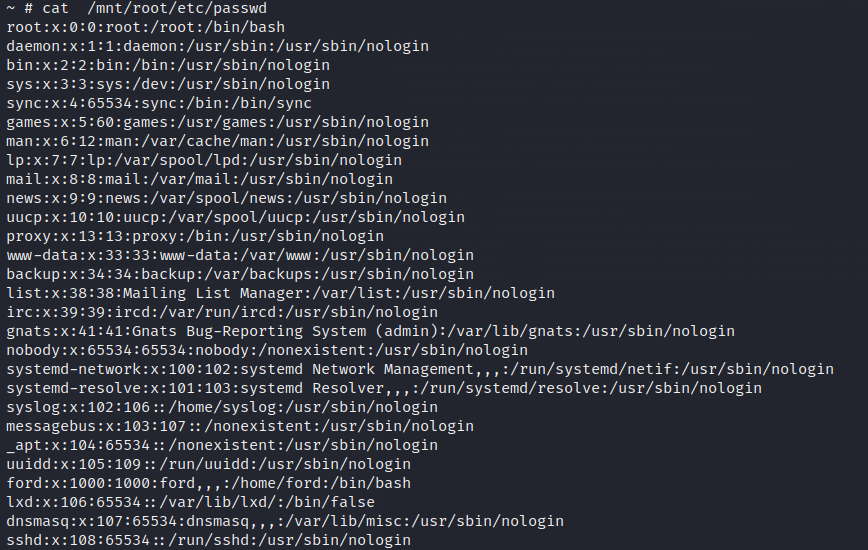 ~ # cat  /mnt/root/etc/passwd
root:x:0:0:root:/root:/bin/bash
daemon:x:1:1:daemon:/usr/sbin:/usr/sbin/nologin
bin:x:2:2:bin:/bin:/usr/sbin/nologin
sys:x:3:3:sys:/dev:/usr/sbin/nologin
sync:x:4:65534:sync:/bin:/bin/sync
games:x:5:60:games:/usr/games:/usr/sbin/nologin
man:x:6:12:man:/var/cache/man:/usr/sbin/nologin
lp:x:7:7:lp:/var/spool/lpd:/usr/sbin/nologin
mail:x:8:8:mail:/var/mail:/usr/sbin/nologin
news:x:9:9:news:/var/spool/news:/usr/sbin/nologin
uucp:x:10:10:uucp:/var/spool/uucp:/usr/sbin/nologin
proxy:x:13:13:proxy:/bin:/usr/sbin/nologin
www-data:x:33:33:www-data:/var/www:/usr/sbin/nologin
backup:x:34:34:backup:/var/backups:/usr/sbin/nologin
list:x:38:38:Mailing List Manager:/var/list:/usr/sbin/nologin
irc:x:39:39:ircd:/var/run/ircd:/usr/sbin/nologin
gnats:x:41:41:Gnats Bug-Reporting System (admin):/var/lib/gnats:/usr/sbin/nologin
nobody:x:65534:65534:nobody:/nonexistent:/usr/sbin/nologin
systemd-network:x:100:102:systemd Network Management,,,:/run/systemd/netif:/usr/sbin/nologin
systemd-resolve:x:101:103:systemd Resolver,,,:/run/systemd/resolve:/usr/sbin/nologin
syslog:x:102:106::/home/syslog:/usr/sbin/nologin
messagebus:x:103:107::/nonexistent:/usr/sbin/nologin
_apt:x:104:65534::/nonexistent:/usr/sbin/nologin
uuidd:x:105:109::/run/uuidd:/usr/sbin/nologin
ford:x:1000:1000:ford,,,:/home/ford:/bin/bash
lxd:x:106:65534::/var/lib/lxd/:/bin/false
dnsmasq:x:107:65534:dnsmasq,,,:/var/lib/misc:/usr/sbin/nologin
sshd:x:108:65534::/run/sshd:/usr/sbin/nologin